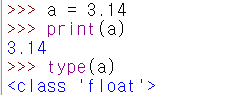 >>> a = 3.14
>>> print(a)
3.14
>>> type(a)
<class 'float'>